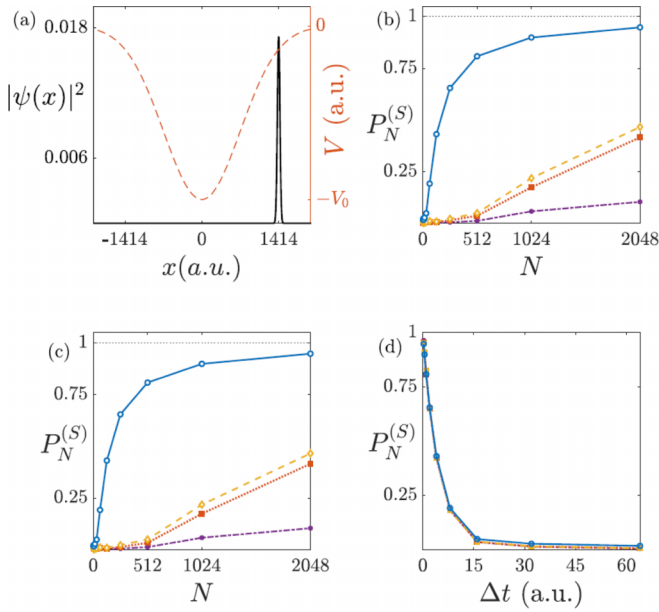 (a)
0.018
|ψ(x)|²
0.006
-1414 0 1414
x(a.u.)
0
V (a.u.)
−V₀
(b)
1
0.75
P_N^(S)
0.25
0 512 1024 2048
N
(c)
1
0.75
P_N^(S)
0.25
0 512 1024 2048
N
(d)
1
0.75
P_N^(S)
0.25
0 15 30 45 60
Δt (a.u.)